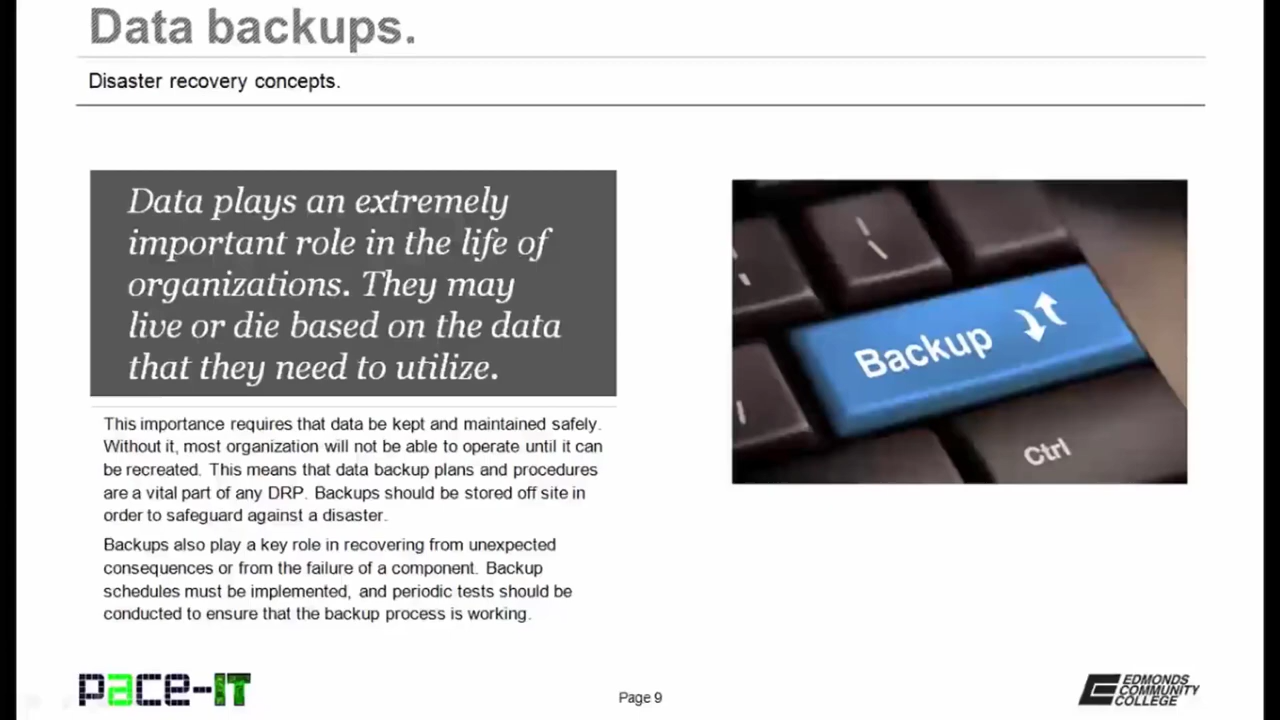 Data backups.
Disaster recovery concepts.
Data plays an extremely
important role in the life of
organizations. They may
live or die based on the data
that they need to utilize.
This importance requires that data be kept and maintained safely.
Without it, most organization will not be able to operate until it can
be recreated. This means that data backup plans and procedures
are a vital part of any DRP. Backups should be stored off site in
order to safeguard against a disaster.
Backups also play a key role in recovering from unexpected
consequences or from the failure of a component. Backup
schedules must be implemented, and periodic tests should be
conducted to ensure that the backup process is working.
Backup
Ctrl
pace-IT
Page 9
EDMONDS
COMMUNITY
COLLEGE